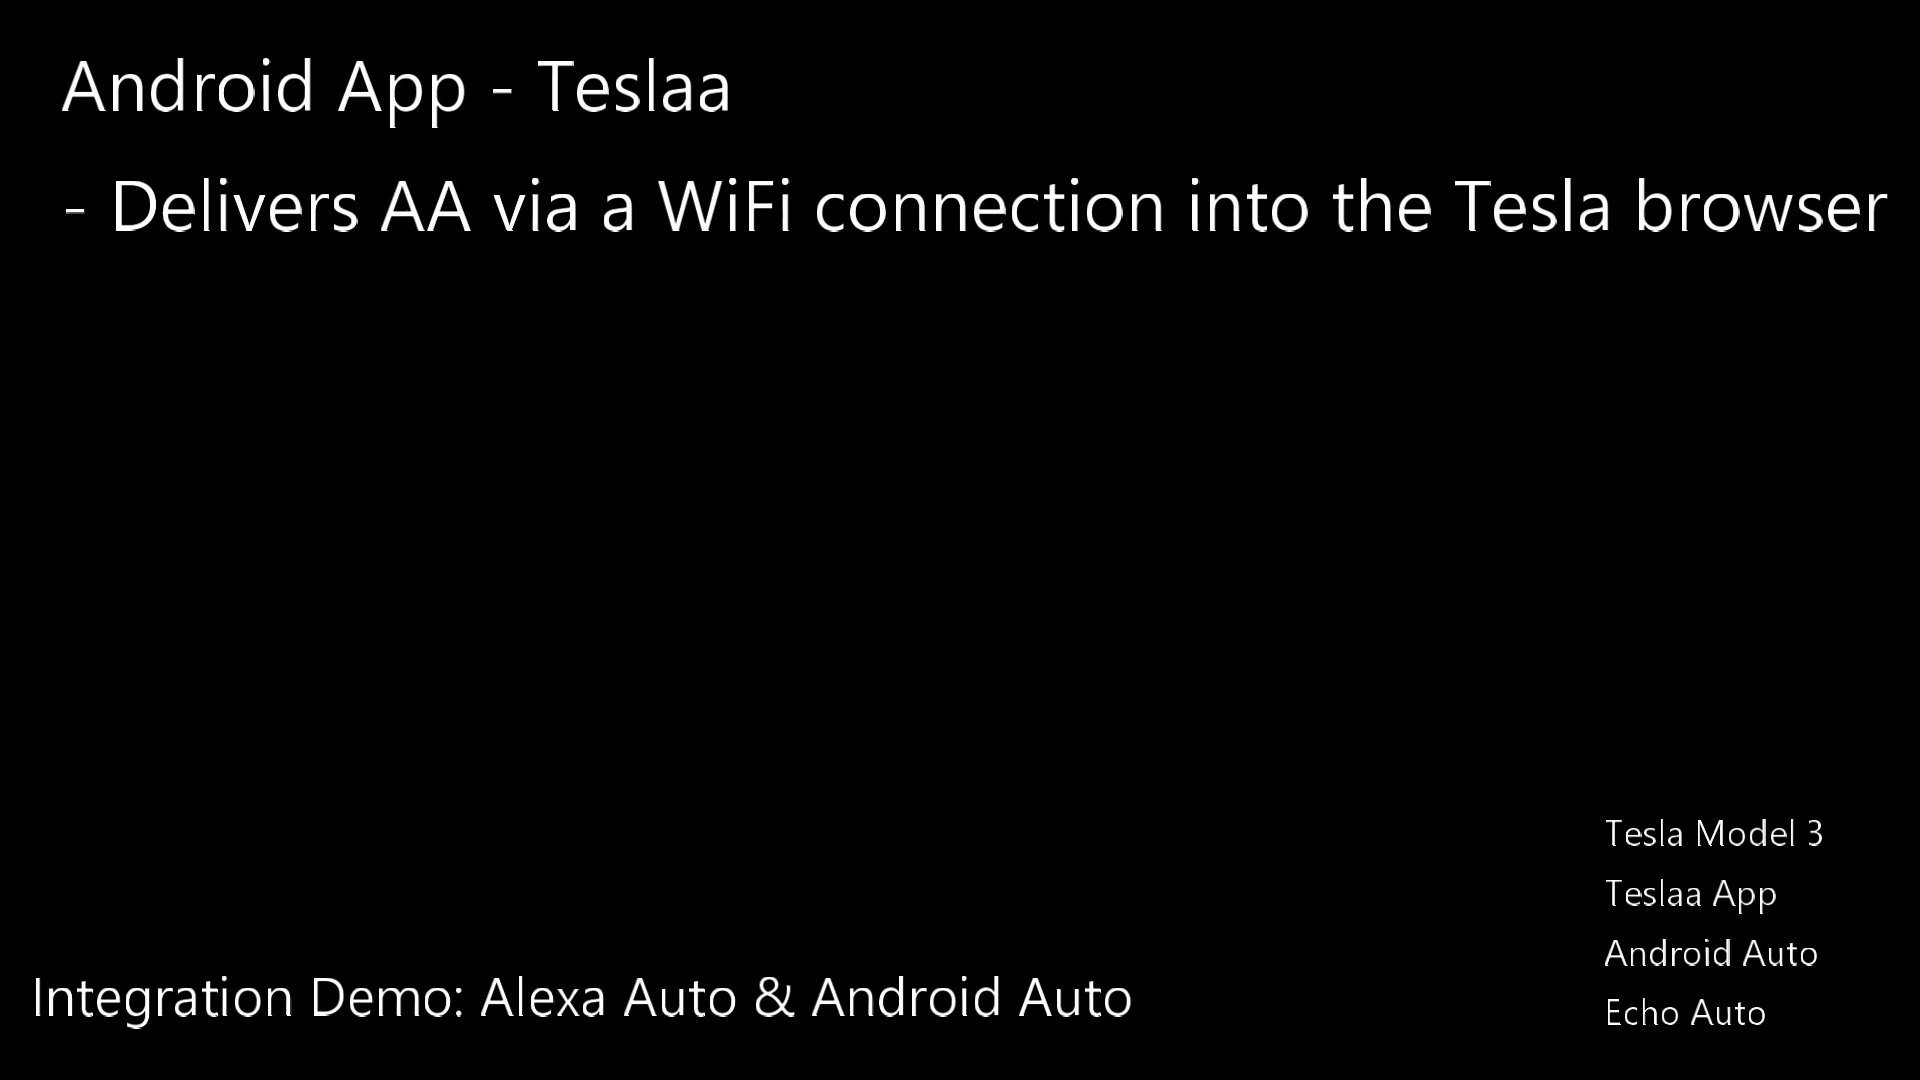 Android App - Teslaa
- Delivers AA via a WiFi connection into the Tesla browser
Tesla Model 3
Teslaa App
Android Auto
Echo Auto
Integration Demo: Alexa Auto & Android Auto